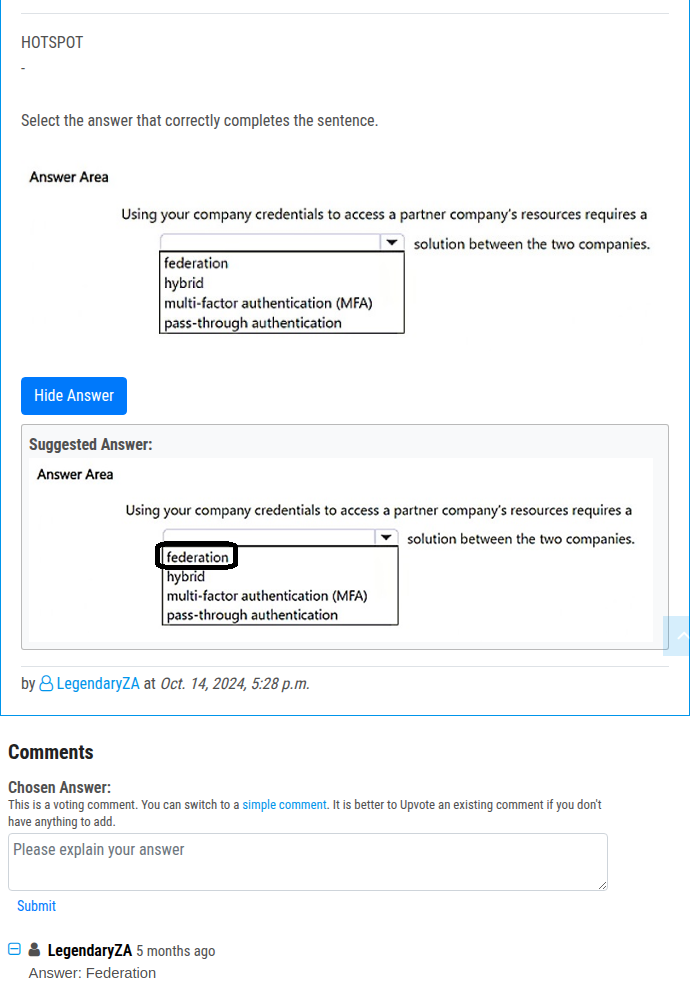 HOTSPOT
-
Select the answer that correctly completes the sentence.
Answer Area
Using your company credentials to access a partner company's resources requires a
solution between the two companies.
federation
hybrid
multi-factor authentication (MFA)
pass-through authentication
Hide Answer
Suggested Answer:
Answer Area
Using your company credentials to access a partner company's resources requires a
solution between the two companies.
federation
hybrid
multi-factor authentication (MFA)
pass-through authentication
by LegendaryZA at Oct. 14, 2024, 5:28 p.m.
Comments
Chosen Answer:
This is a voting comment. You can switch to a simple comment. It is better to Upvote an existing comment if you don't
have anything to add.
Please explain your answer
Submit
LegendaryZA 5 months ago
Answer: Federation